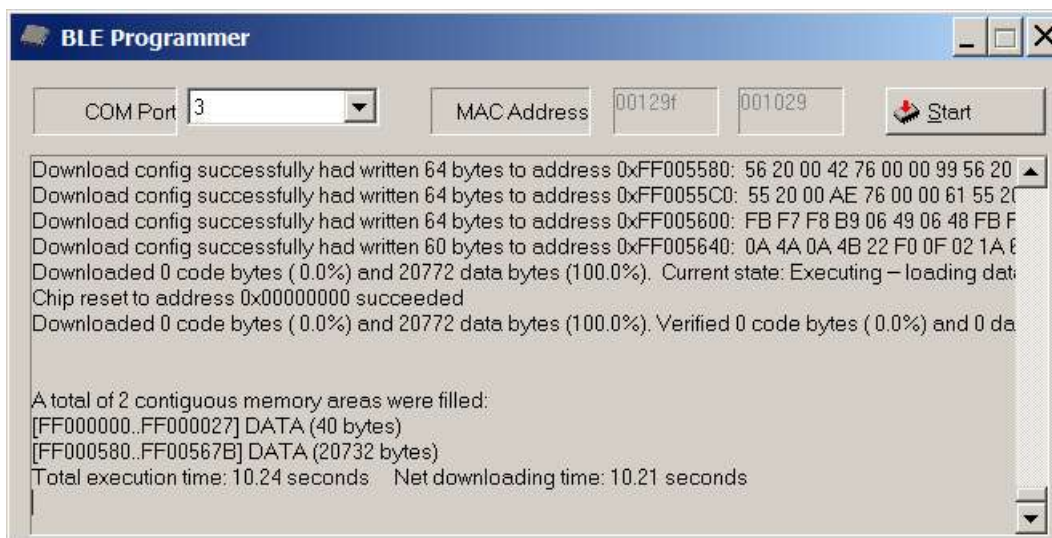 BLE Programmer
COM Port 3 MAC Address 00129f 001029 Start
Download config successfully had written 64 bytes to address 0xFF005580: 56 20 00 42 76 00 00 99 56 20
Download config successfully had written 64 bytes to address 0xFF0055C0: 55 20 00 AE 76 00 00 61 55 20
Download config successfully had written 64 bytes to address 0xFF005600: FB F7 F8 B9 06 49 06 48 FB
Download config successfully had written 60 bytes to address 0xFF005640: 0A 4A 0A 4B 22 F0 0F 02 1A
Downloaded 0 code bytes ( 0.0%) and 20772 data bytes (100.0%). Current state: Executing – loading data
Chip reset to address 0x00000000 succeeded
Downloaded 0 code bytes ( 0.0%) and 20772 data bytes (100.0%). Verified 0 code bytes ( 0.0%) and 0 da
A total of 2 contiguous memory areas were filled:
[FF000000..FF000027] DATA (40 bytes)
[FF000580..FF00567B] DATA (20732 bytes)
Total execution time: 10.24 seconds Net downloading time: 10.21 seconds